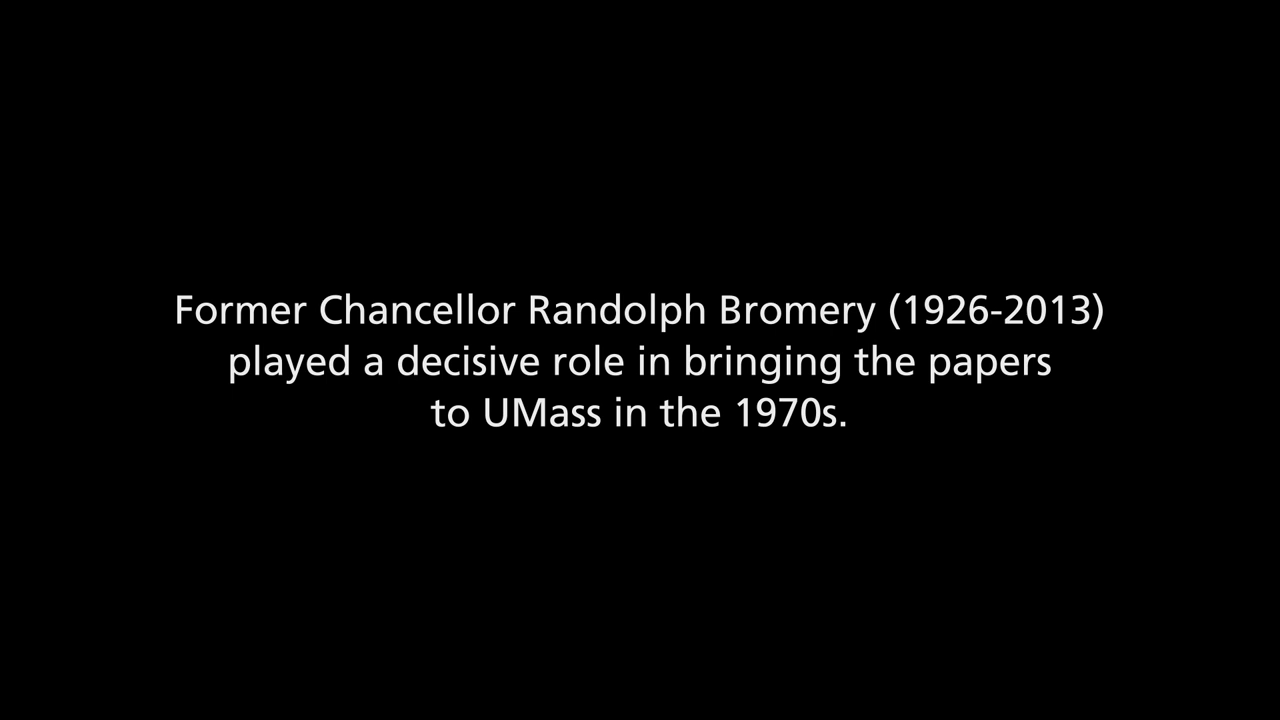 Former Chancellor Randolph Bromery (1926-2013)
played a decisive role in bringing the papers
to UMass in the 1970s.